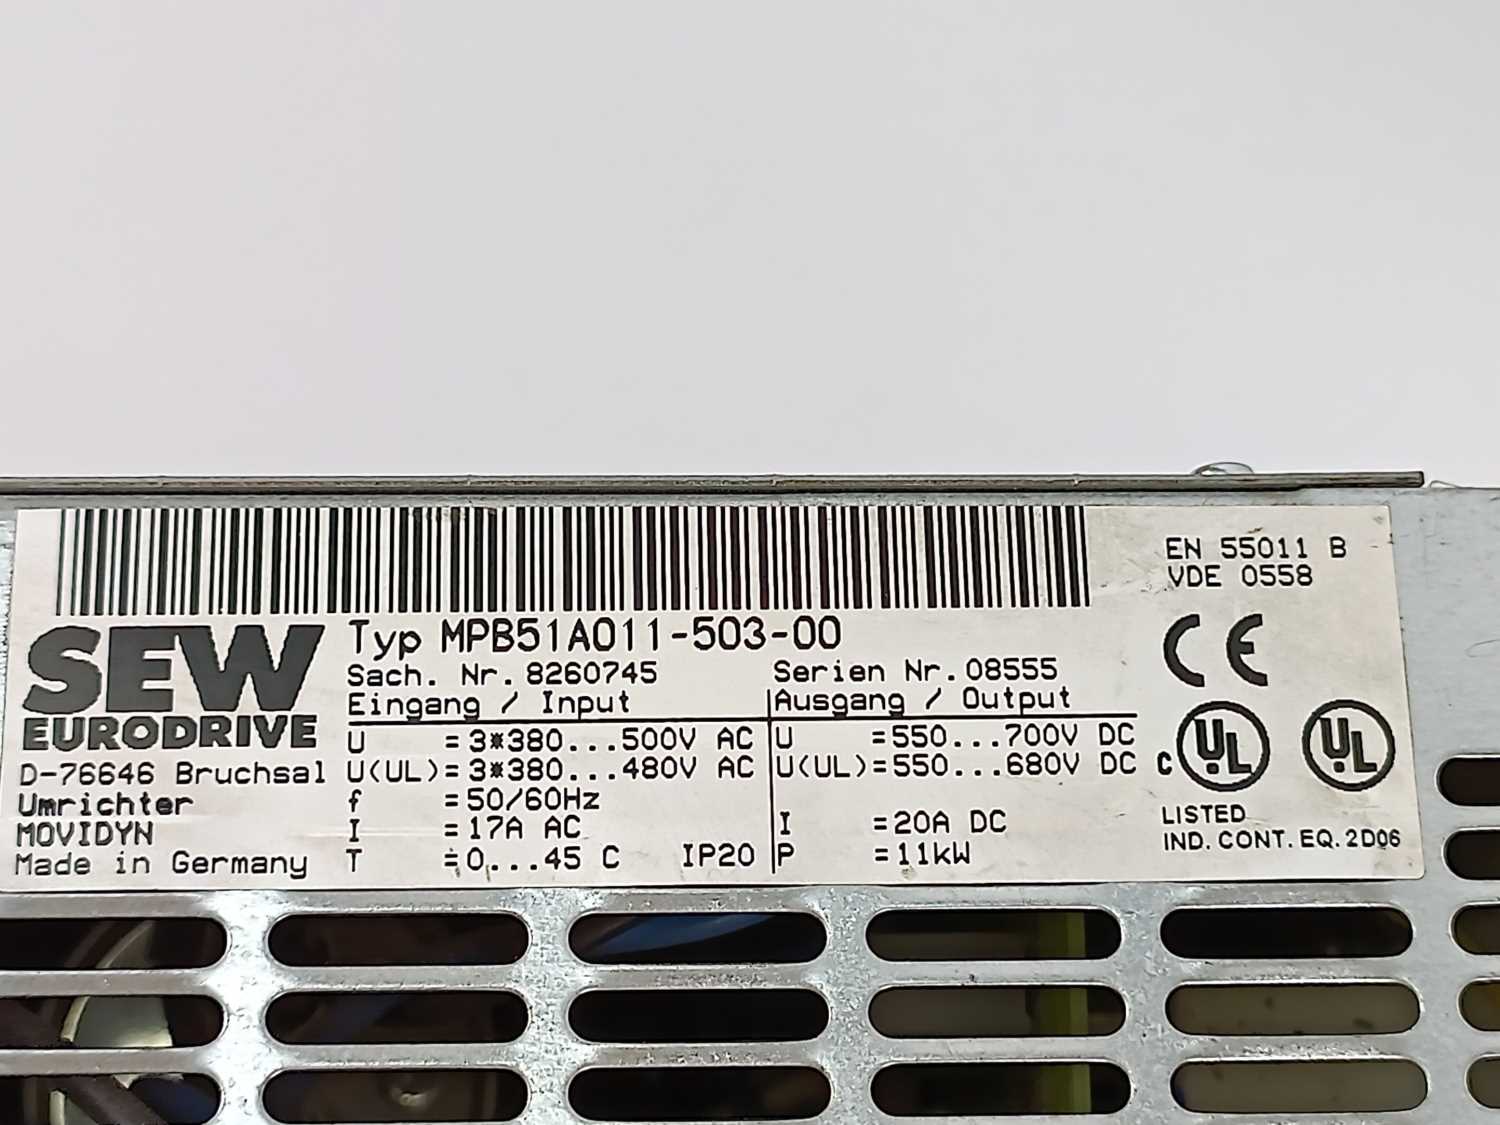 EN 55011 B
VDE 0558
SEW
EURODRIVE
D-76646 Bruchsal
Umrichter
MOVIDYN
Made in Germany
Typ MPB51A011-503-00
Sach. Nr. 8260745
Serien Nr. 08555
Eingang / Input
Ausgang / Output
U = 3*380...500V AC
U = 550...700V DC
U(UL)= 3*380...480V AC
U(UL)= 550...680V DC
f = 50/60Hz
I = 17A AC
I = 20A DC
T = 0...45 C IP20
P = 11kW
CE
c UL UL
LISTED
IND. CONT. EQ. 2D06